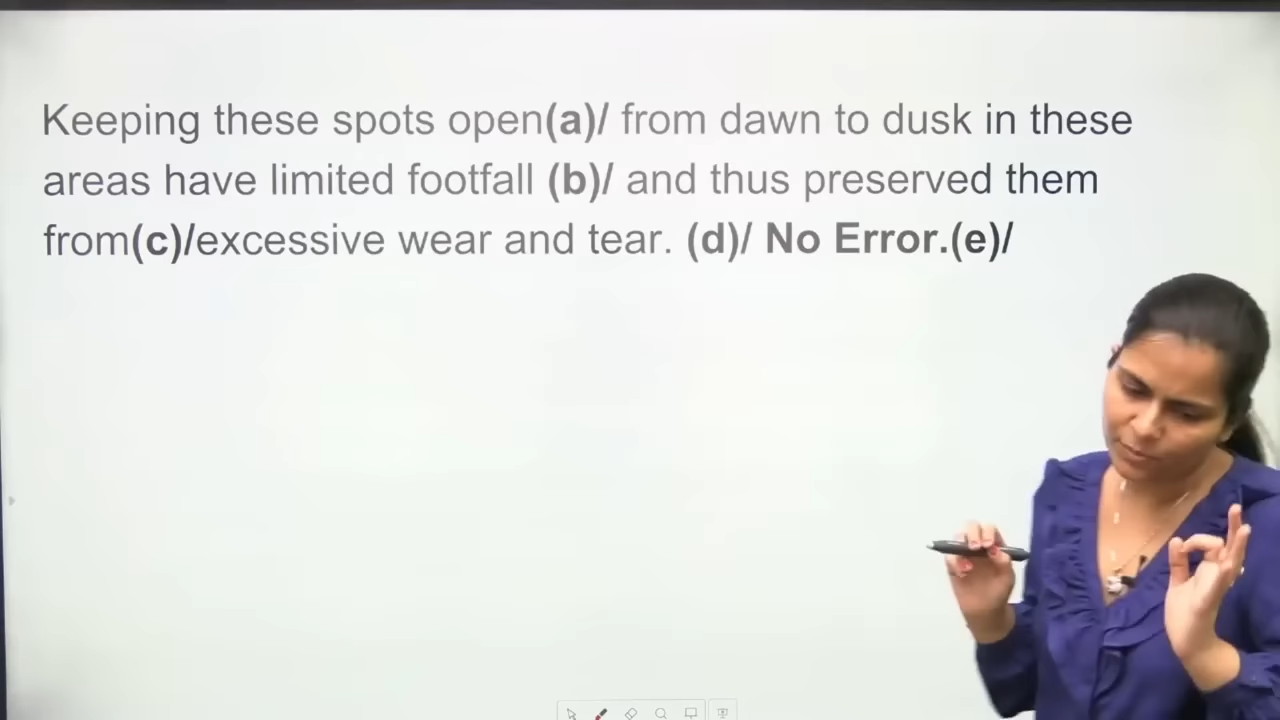 Keeping these spots open(a)/ from dawn to dusk in these
areas have limited footfall (b)/ and thus preserved them
from(c)/excessive wear and tear. (d)/ No Error.(e)/